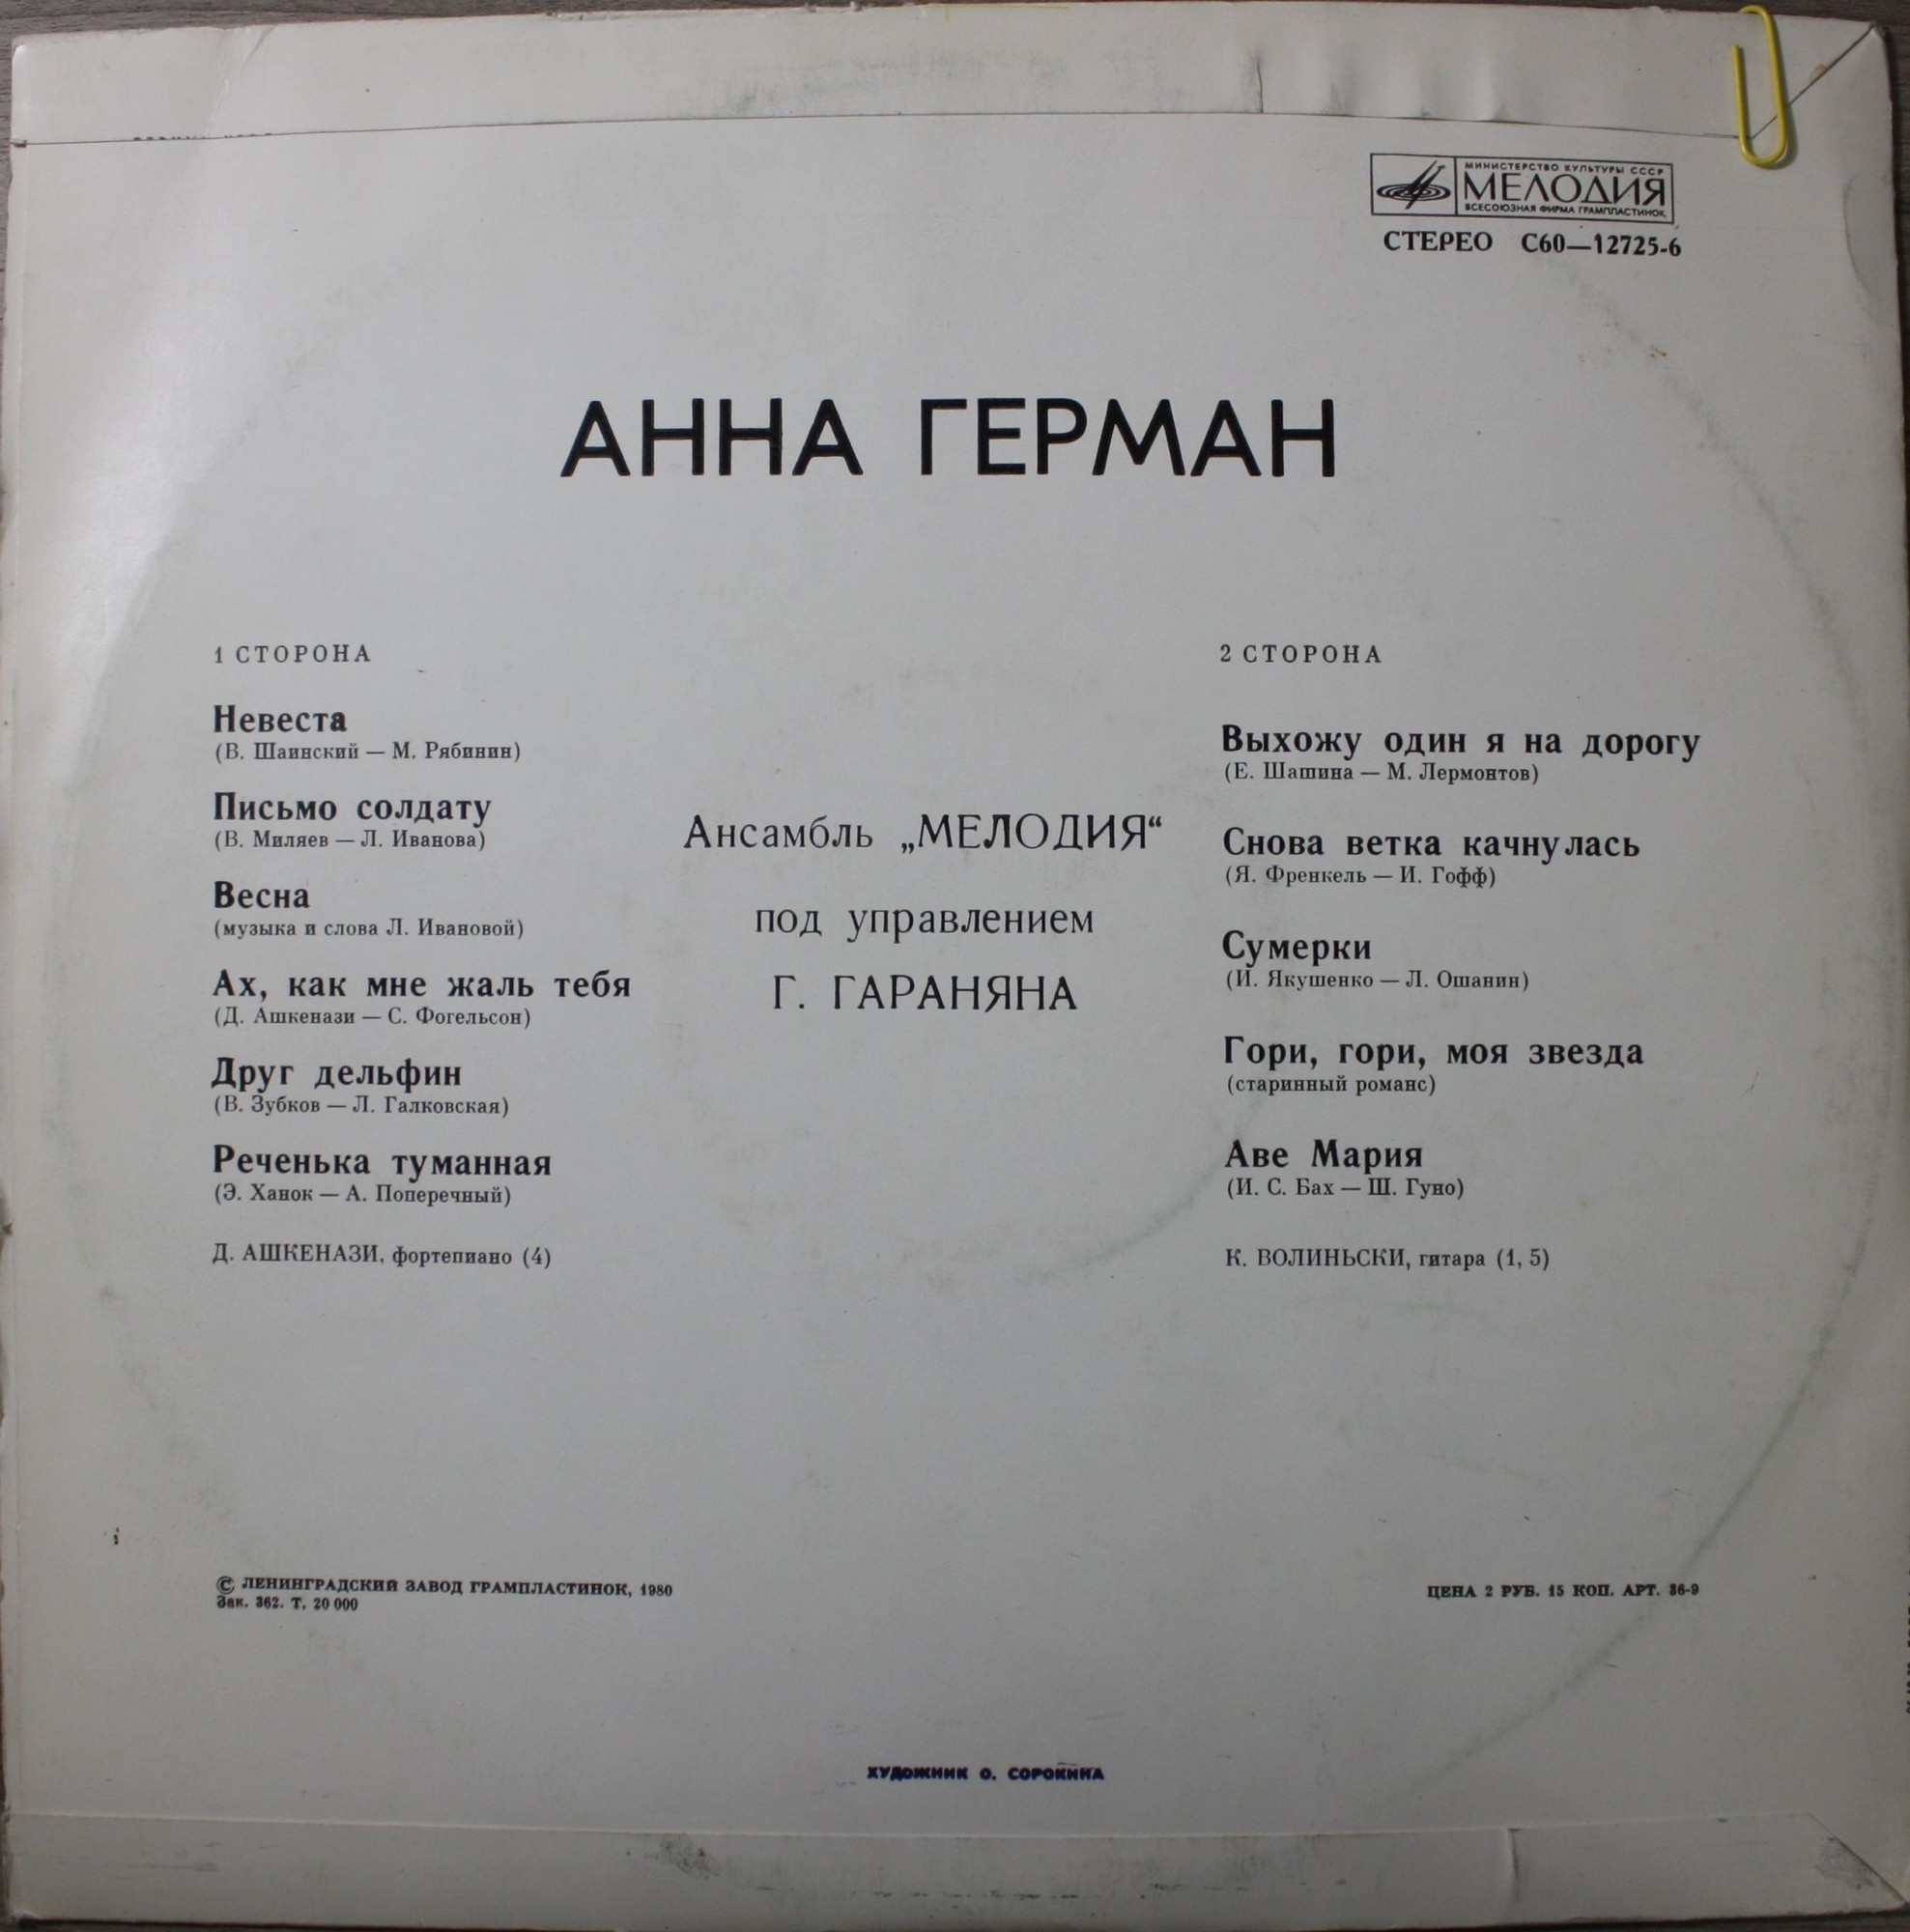 МИНИСТЕРСТВО КУЛЬТУРЫ СССР
МЕЛОДИЯ
ВСЕСОЮЗНАЯ ФИРМА ГРАМПЛАСТИНОК
СТЕРЕО С60—12725-6
АННА ГЕРМАН
1 СТОРОНА
Невеста
(В. Шаинский — М. Рябинин)
Письмо солдату
(В. Миляев — Л. Иванова)
Весна
(музыка и слова Л. Ивановой)
Ах, как мне жаль тебя
(Д. Ашкенази — С. Фогельсон)
Друг дельфин
(В. Зубков — Л. Галковская)
Реченька туманная
(Э. Ханок — А. Поперечный)
Д. АШКЕНАЗИ, фортепиано (4)
Ансамбль „МЕЛОДИЯ“
под управлением
Г. ГАРАНЯНА
2 СТОРОНА
Выхожу один я на дорогу
(Е. Шашина — М. Лермонтов)
Снова ветка качнулась
(Я. Френкель — И. Гофф)
Сумерки
(И. Якушенко — Л. Ошанин)
Гори, гори, моя звезда
(старинный романс)
Аве Мария
(И. С. Бах — Ш. Гуно)
К. ВОЛИНЬСКИ, гитара (1, 5)
© ЛЕНИНГРАДСКИЙ ЗАВОД ГРАМПЛАСТИНОК, 1980
Зак. 362. Т. 20 000
ЦЕНА 2 РУБ. 15 КОП. АРТ. 36-9
ХУДОЖНИК О. СОРОКИНА